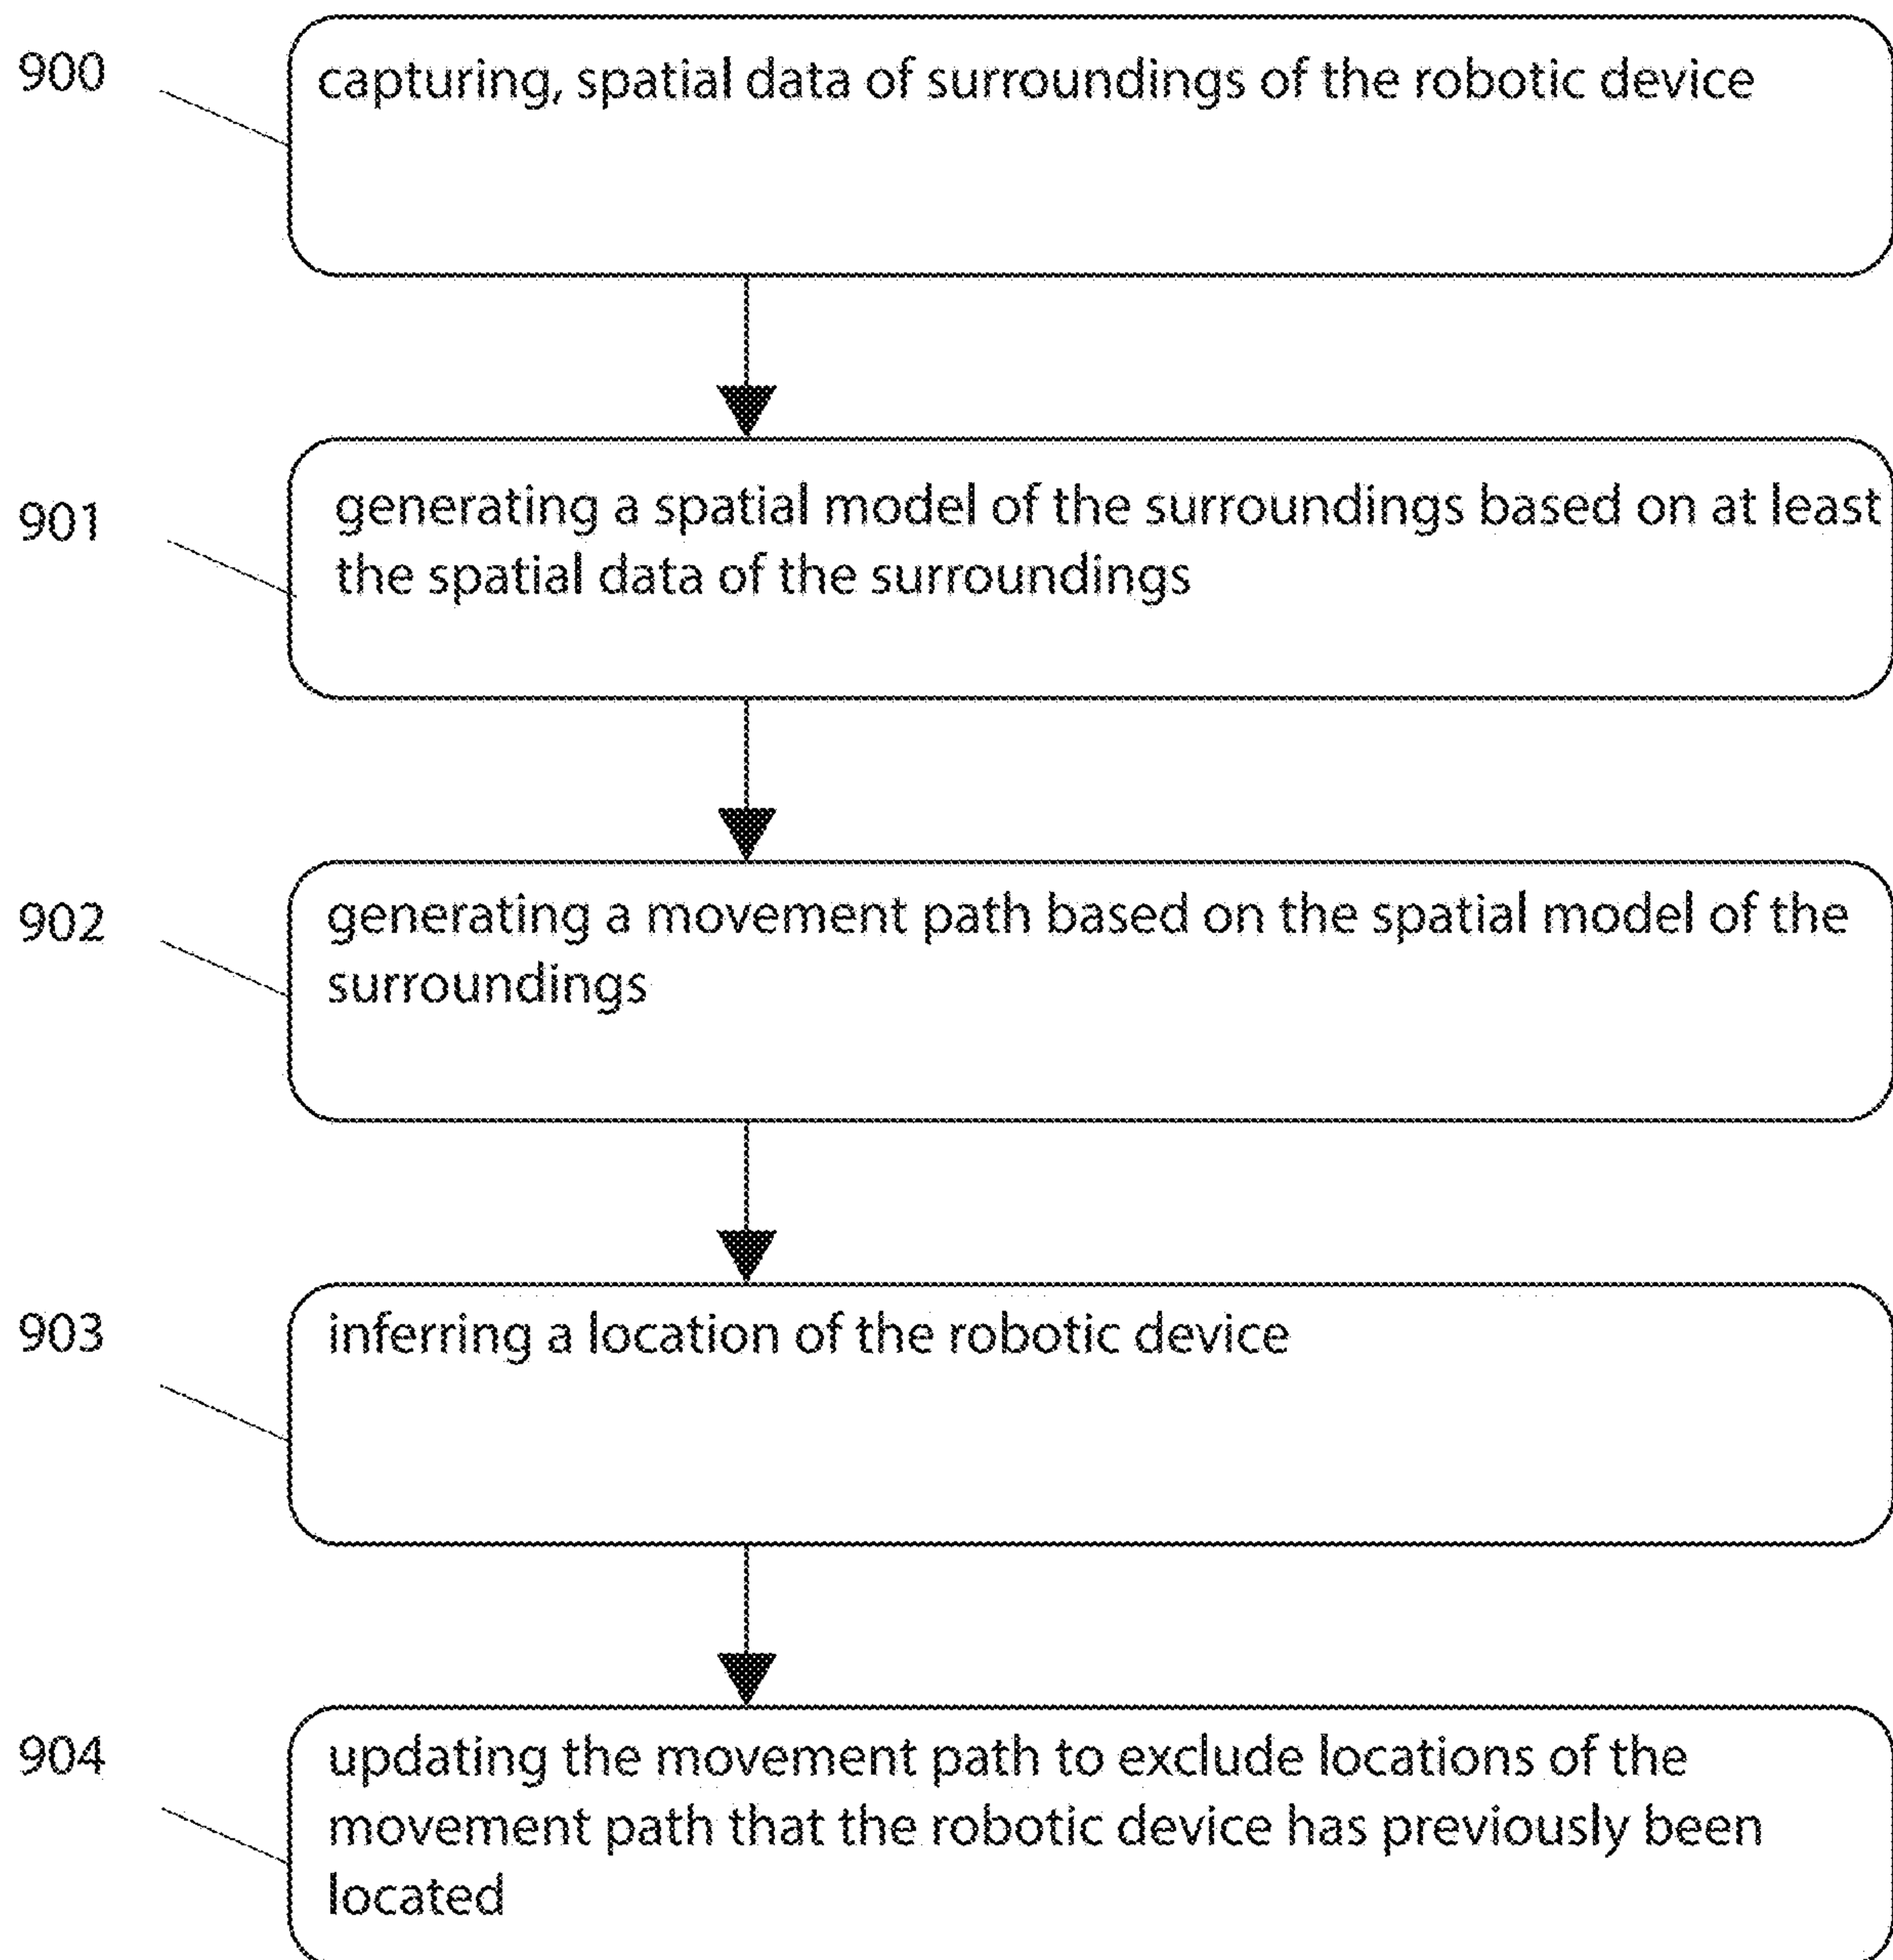 900
capturing, spatial data of surroundings of the robotic device
901
generating a spatial model of the surroundings based on at least
the spatial data of the surroundings
902
generating a movement path based on the spatial model of the
surroundings
903
inferring a location of the robotic device
904
updating the movement path to exclude locations of the
movement path that the robotic device has previously been
located